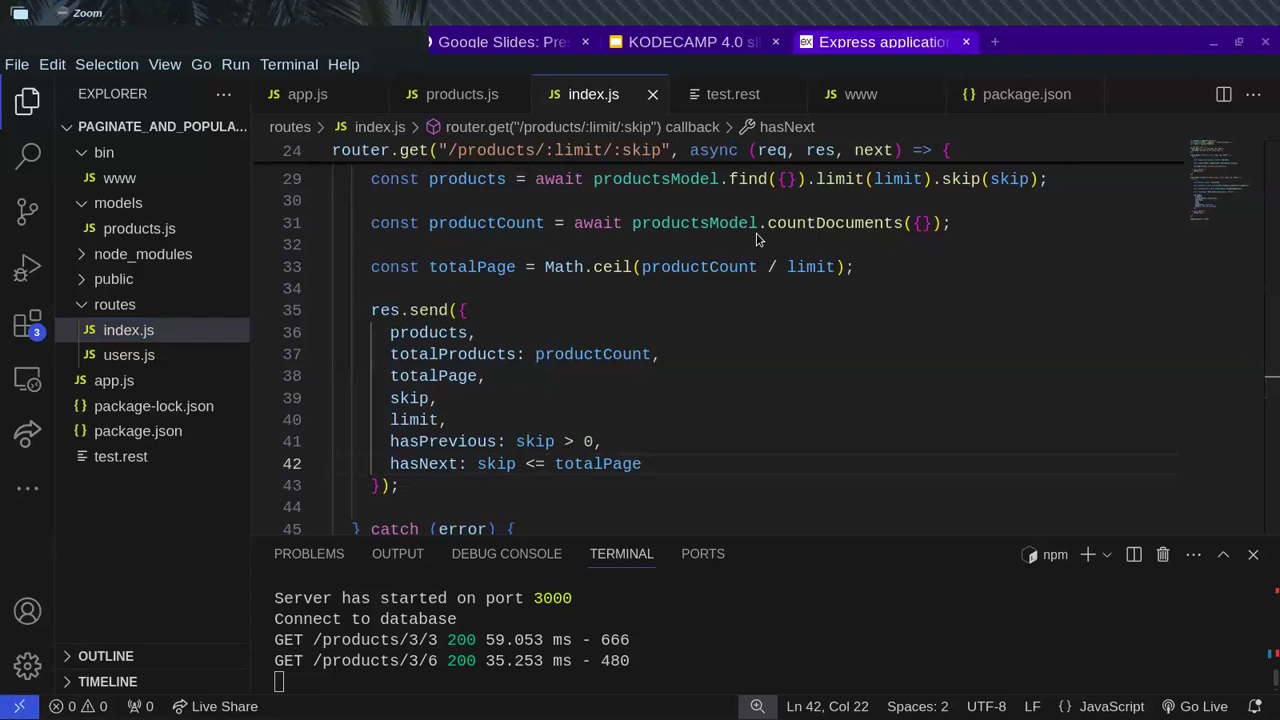 Zoom
Google Slides: Pre
KODECAMP 4.0 sli
Express application
File Edit Selection View Go Run Terminal Help
EXPLORER
app.js
products.js
index.js
test.rest
www
package.json
PAGINATE_AND_POPULA...
bin
www
models
products.js
node_modules
public
routes
index.js
users.js
app.js
package-lock.json
package.json
test.rest
OUTLINE
TIMELINE
routes > index.js > router.get("/products/:limit/:skip") callback > hasNext
24 router.get("/products/:limit/:skip", async (req, res, next) => {
29 const products = await productsModel.find({}).limit(limit).skip(skip);
30
31 const productCount = await productsModel.countDocuments({});
32
33 const totalPage = Math.ceil(productCount / limit);
34
35 res.send({
36 products,
37 totalProducts: productCount,
38 totalPage,
39 skip,
40 limit,
41 hasPrevious: skip > 0,
42 hasNext: skip <= totalPage
43 });
44
45 } catch (error) {
PROBLEMS OUTPUT DEBUG CONSOLE TERMINAL PORTS
npm
Server has started on port 3000
Connect to database
GET /products/3/3 200 59.053 ms - 666
GET /products/3/6 200 35.253 ms - 480
3
0 0 0 Live Share
Ln 42, Col 22 Spaces: 2 UTF-8 LF {} JavaScript Go Live